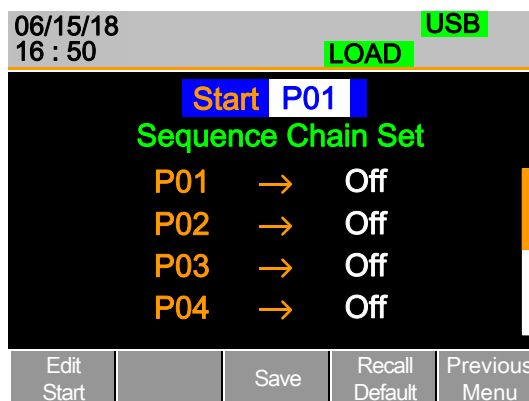 06/15/18
USB
16 : 50
LOAD
Start P01
Sequence Chain Set
P01 → Off
P02 → Off
P03 → Off
P04 → Off
Edit Start
Save
Recall Default
Previous Menu